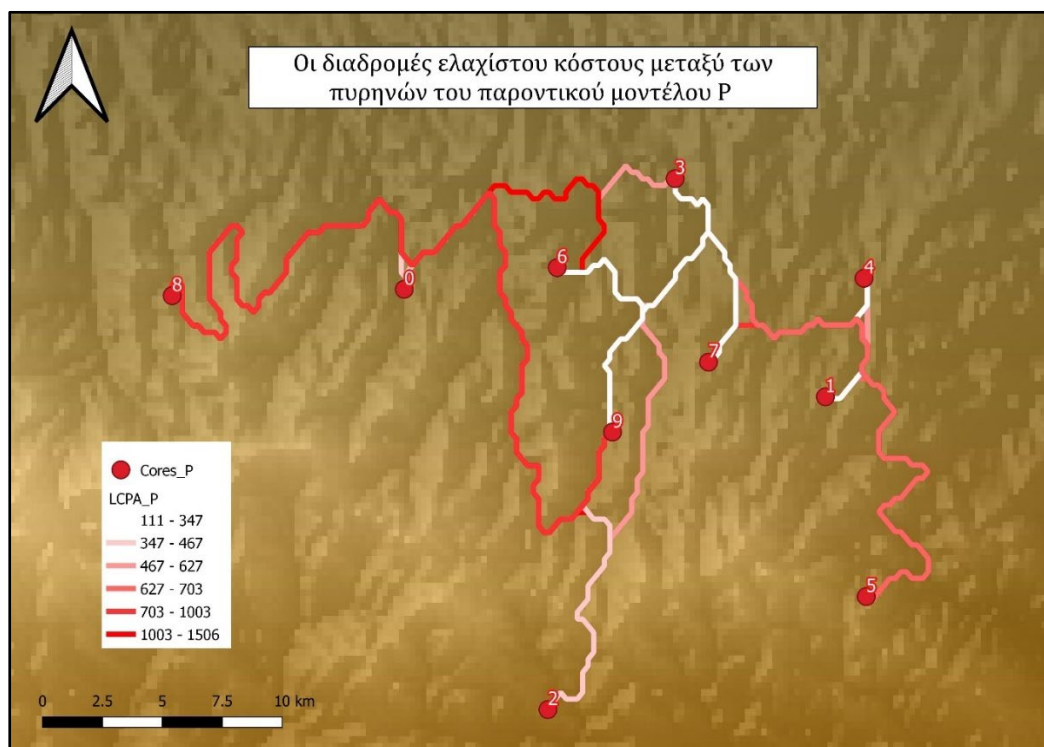 Οι διαδρομές ελαχίστου κόστους μεταξύ των
πυρηνών του παροντικού μοντέλου P
3
6
4
8
0
7
1
9
5
2
Cores_P
LCPA_P
111 - 347
347 - 467
467 - 627
627 - 703
703 - 1003
1003 - 1506
0 2.5 5 7.5 10 km